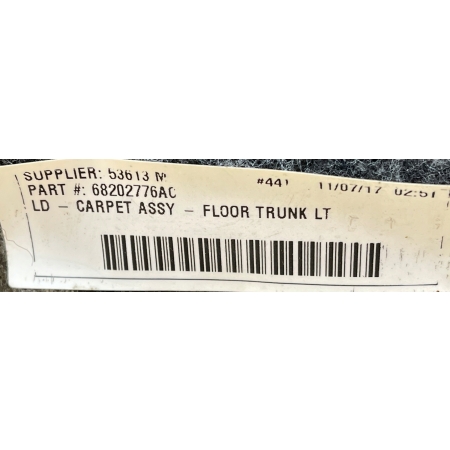 SUPPLIER: 53613 #441 11/07/17 02:51
PART #: 68202776AC
LD - CARPET ASSY - FLOOR TRUNK LT